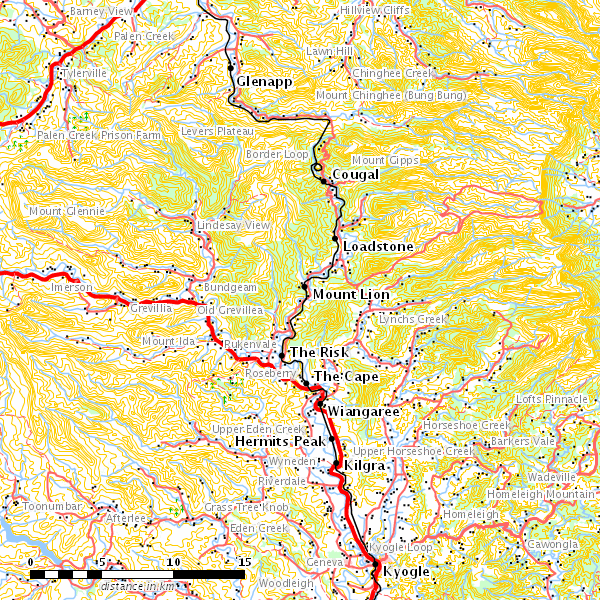 Barney View
Hillview Cliffs
Palen Creek
Lawn Hill
Tylerville
Glenapp
Chinghee Creek
Mount Chinghee (Bung Bung)
Palen Creek Prison Farm
Levers Plateau
Border Loop
Mount Gipps
Cougal
Mount Glennie
Lindesay View
Loadstone
Imerson
Bundgeam
Mount Lion
Grevillia
Old Grevillea
Lynchs Creek
Mount Ida
Rukenvale
The Risk
Roseberry
The Cape
Lofts Pinnacle
Wiangaree
Upper Eden Creek
Horseshoe Creek
Hermits Peak
Barkers Vale
Upper Horseshoe Creek
Wyneden
Kilgra
Riverdale
Wadeville
Homeleigh Mountain
Toonumbar
Grass Tree Knob
Afterlee
Homeleigh
Eden Creek
Kyogle Loop
Cawongla
0 5 10 15
Geneva
Kyogle
distance in km
Woodleigh